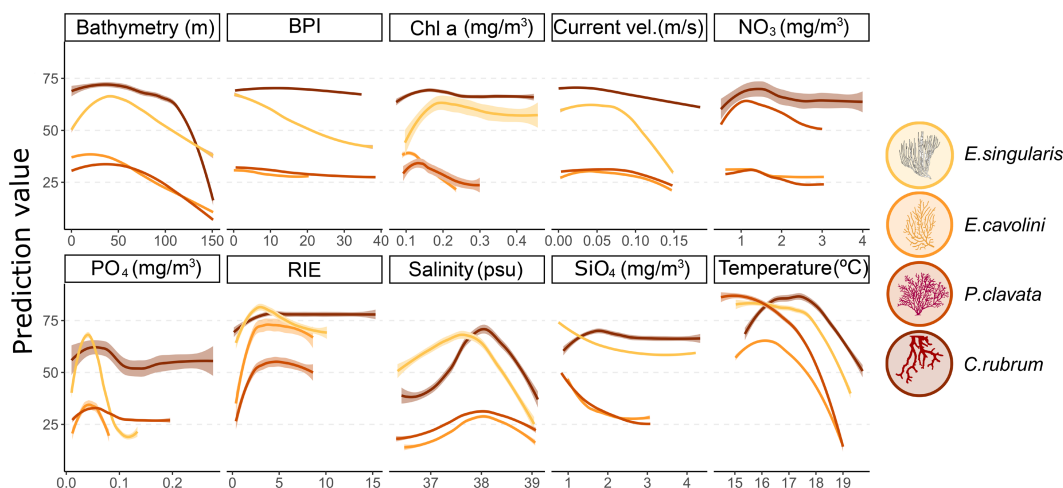 Bathymetry (m) BPI Chl a (mg/m³) Current vel.(m/s) NO₃ (mg/m³)
75
50
25
0 50 100 150 0 10 20 30 40 0.1 0.2 0.3 0.4 0.00 0.05 0.10 0.15 1 2 3 4
PO₄ (mg/m³) RIE Salinity (psu) SiO₄ (mg/m³) Temperature(ºC)
75
50
25
0.0 0.1 0.2 0 5 10 15 37 38 39 1 2 3 4 15 16 17 18 19
Prediction value
E.singularis
E.cavolini
P.clavata
C.rubrum